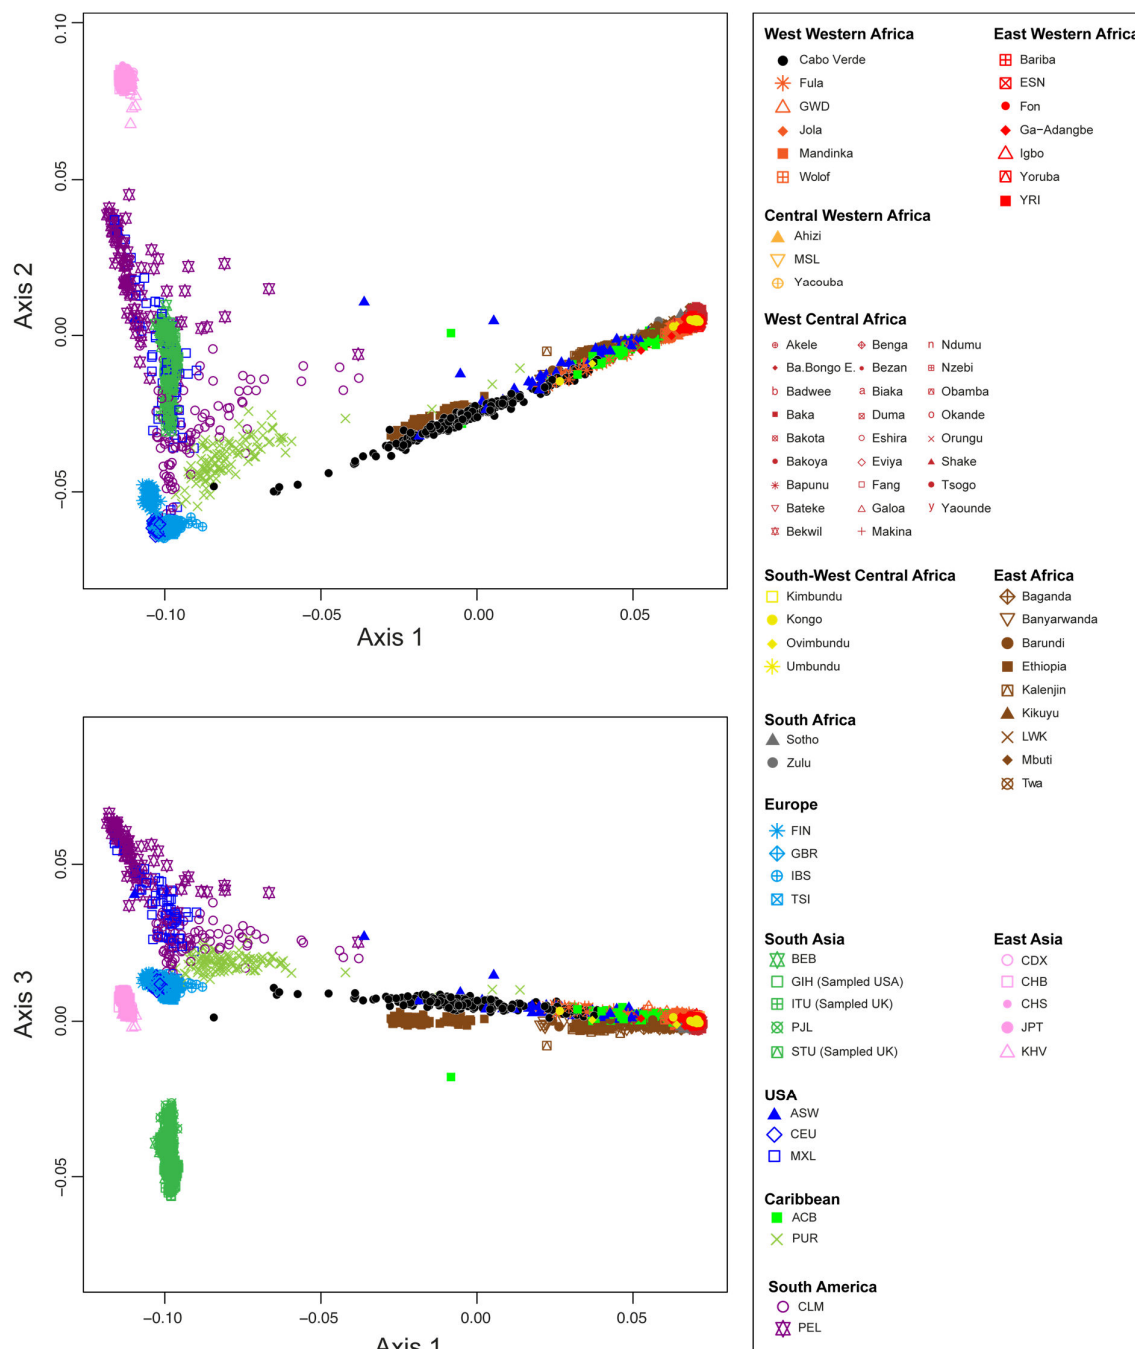 0.10
0.05
0.00
−0.05
Axis 2
−0.10
−0.05
0.00
0.05
Axis 1
0.05
0.00
−0.05
Axis 3
−0.10
−0.05
0.00
0.05
Axis 1
West Western Africa
Cabo Verde
Fula
GWD
Jola
Mandinka
Wolof
East Western Africa
Bariba
ESN
Fon
Ga-Adangbe
Igbo
Yoruba
YRI
Central Western Africa
Ahizi
MSL
Yacouba
West Central Africa
Akele
Ba.Bongo E.
b Badwee
Baka
Bakota
Bakoya
Bapunu
Bateke
Bekwil
Benga
Bezan
a Biaka
Duma
Eshira
Eviya
Fang
Galoa
Makina
n Ndumu
Nzebi
Obamba
Okande
Orungu
Shake
Tsogo
y Yaounde
South-West Central Africa
Kimbundu
Kongo
Ovimbundu
Umbundu
East Africa
Baganda
Banyarwanda
Barundi
Ethiopia
Kalenjin
Kikuyu
LWK
Mbuti
Twa
South Africa
Sotho
Zulu
Europe
FIN
GBR
IBS
TSI
South Asia
BEB
GIH (Sampled USA)
ITU (Sampled UK)
PJL
STU (Sampled UK)
East Asia
CDX
CHB
CHS
JPT
KHV
USA
ASW
CEU
MXL
Caribbean
ACB
PUR
South America
CLM
PEL